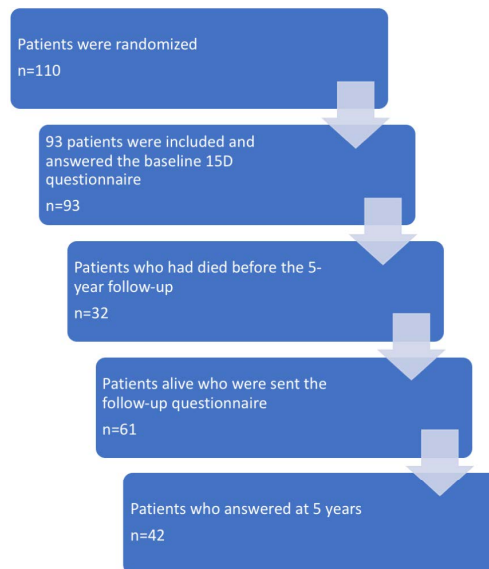 Patients were randomized
n=110
93 patients were included and
answered the baseline 15D
questionnaire
n=93
Patients who had died before the 5-
year follow-up
n=32
Patients alive who were sent the
follow-up questionnaire
n=61
Patients who answered at 5 years
n=42